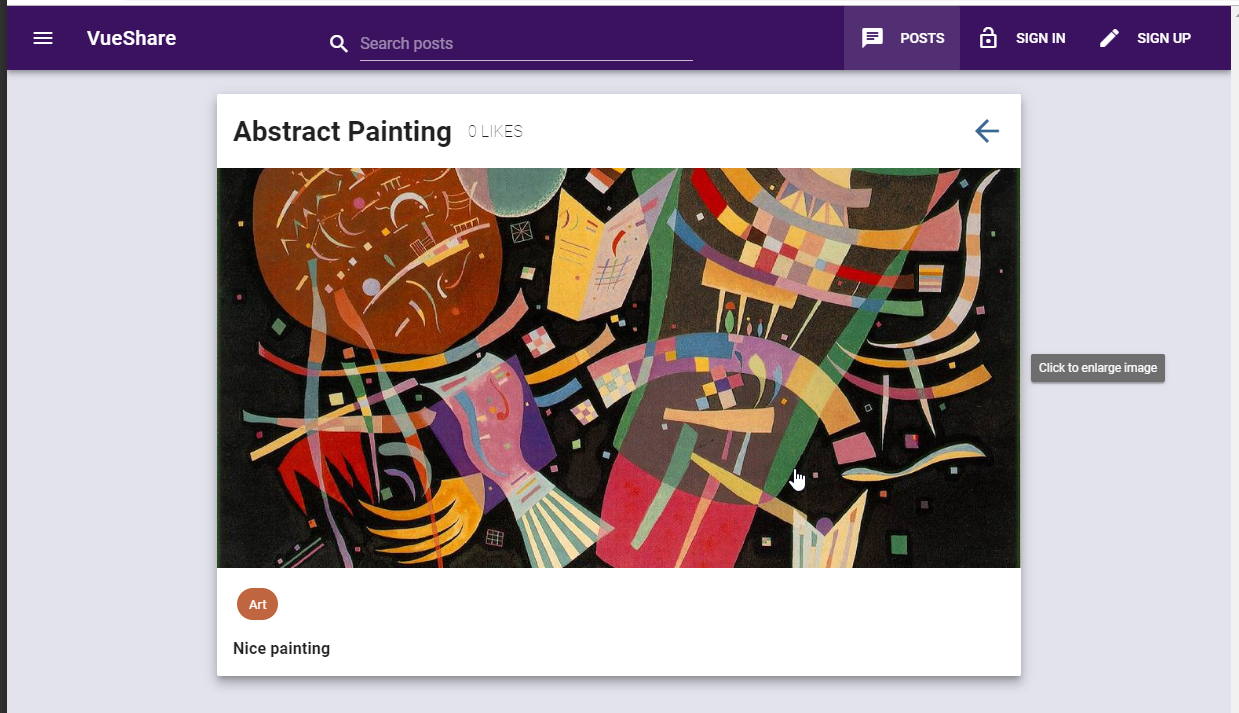 VueShare
Search posts
POSTS
SIGN IN
SIGN UP
Abstract Painting
0 LIKES
Click to enlarge image
Art
Nice painting